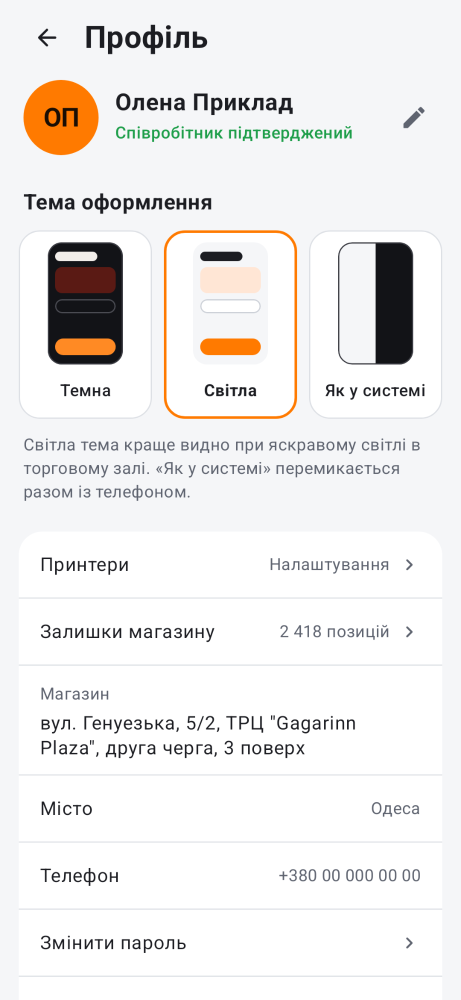 Профіль
ОП
Олена Приклад
Співробітник підтверджений
Тема оформлення
Темна
Світла
Як у системі
Світла тема краще видно при яскравому світлі в
торговому залі. «Як у системі» перемикається
разом із телефоном.
Принтери
Налаштування
Залишки магазину
2 418 позицій
Магазин
вул. Генуезька, 5/2, ТРЦ "Gagarinn
Plaza", друга черга, 3 поверх
Місто
Одеса
Телефон
+380 00 000 00 00
Змінити пароль